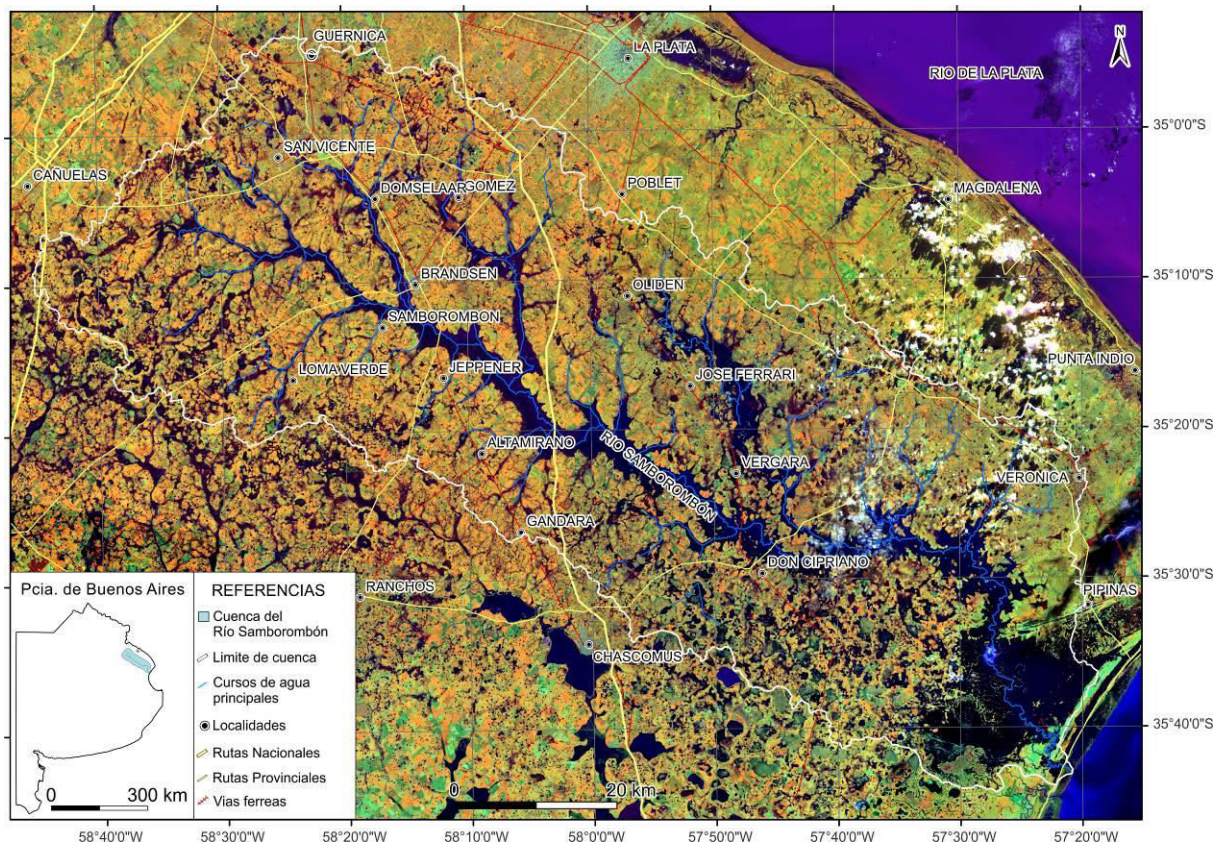 GUERNICA
LA PLATA
N
RIO DE LA PLATA
35°0'0"S
SAN VICENTE
CAÑUELAS
DOMSELAAR
GOMEZ
POBLET
MAGDALENA
35°10'0"S
BRANDSEN
OLIDEN
SAMBOROMBON
PUNTA INDIO
LOMA VERDE
JEPPENER
JOSE FERRARI
35°20'0"S
ALTAMIRANO
RIO SAMBOROMBÓN
VERGARA
VERONICA
GANDARA
DON CIPRIANO
35°30'0"S
RANCHOS
PIPINAS
CHASCOMUS
35°40'0"S
0 20 km
Pcia. de Buenos Aires
0 300 km
REFERENCIAS
Cuenca del
Río Samborombón
Limite de cuenca
Cursos de agua
principales
Localidades
Rutas Nacionales
Rutas Provinciales
Vias ferreas
58°40'0"W 58°30'0"W 58°20'0"W 58°10'0"W 58°0'0"W 57°50'0"W 57°40'0"W 57°30'0"W 57°20'0"W